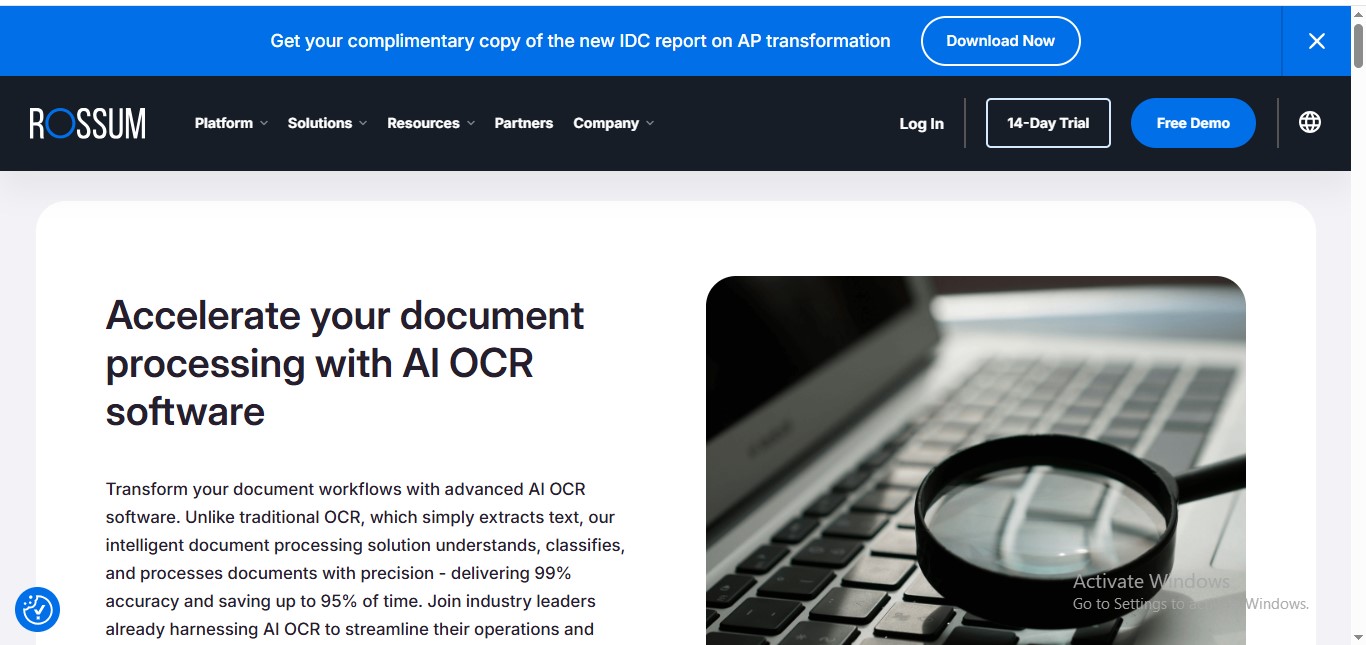 Get your complimentary copy of the new IDC report on AP transformation
Download Now
ROSSUM
Platform
Solutions
Resources
Partners
Company
Log In
14-Day Trial
Free Demo
Accelerate your document
processing with AI OCR
software
Transform your document workflows with advanced AI OCR
software. Unlike traditional OCR, which simply extracts text, our
intelligent document processing solution understands, classifies,
and processes documents with precision - delivering 99%
accuracy and saving up to 95% of time. Join industry leaders
already harnessing AI OCR to streamline their operations and
Activate Windows
Go to Settings to Windows.